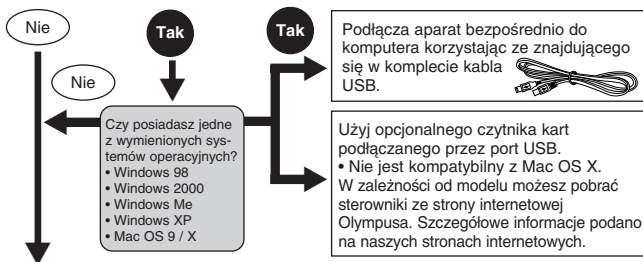 Nie
Tak
Tak
Nie
Czy posiadasz jedne
z wymienionych sys-
temów operacyjnych?
• Windows 98
• Windows 2000
• Windows Me
• Windows XP
• Mac OS 9 / X
Podłącza aparat bezpośrednio do
komputera korzystając ze znajdującego
się w komplecie kabla
USB.
Użyj opcjonalnego czytnika kart
podłączanego przez port USB.
• Nie jest kompatybilny z Mac OS X.
W zależności od modelu możesz pobrać
sterowniki ze strony internetowej
Olympusa. Szczegółowe informacje podano
na naszych stronach internetowych.